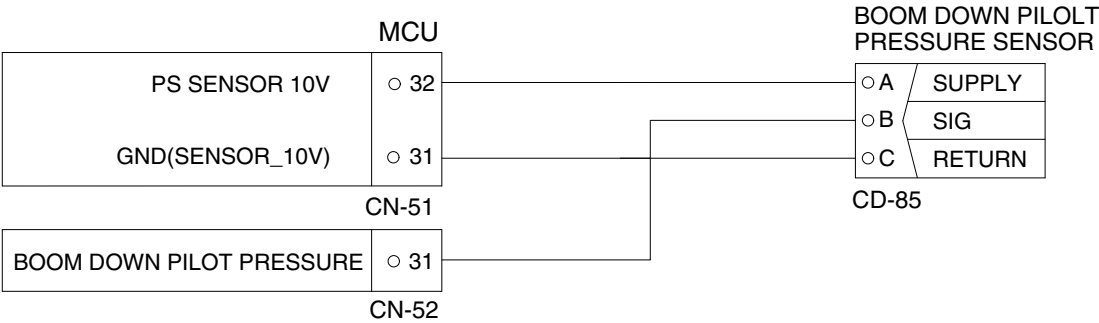 MCU
BOOM DOWN PILOLT
PRESSURE SENSOR
PS SENSOR 10V
32
A
SUPPLY
B
SIG
GND(SENSOR_10V)
31
C
RETURN
CN-51
CD-85
BOOM DOWN PILOT PRESSURE
31
CN-52